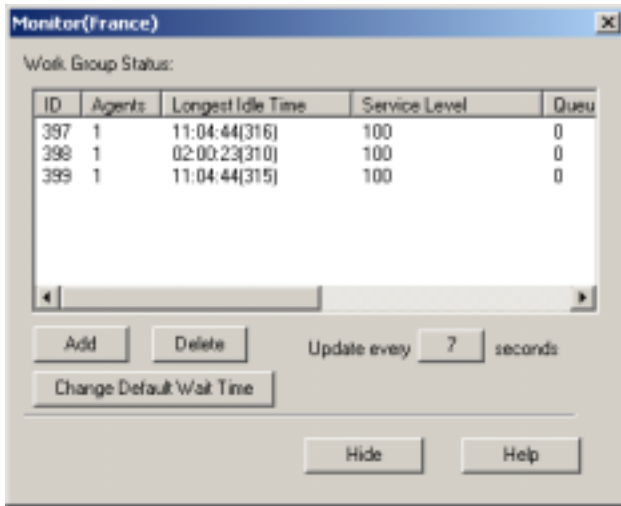 Monitor(France)
Work Group Status:
ID Agents Longest Idle Time Service Level Queu
397 1 11:04:44(316) 100 0
398 1 02:00:23(310) 100 0
399 1 11:04:44(315) 100 0
Add Delete Update every 7 seconds
Change Default Wait Time
Hide Help